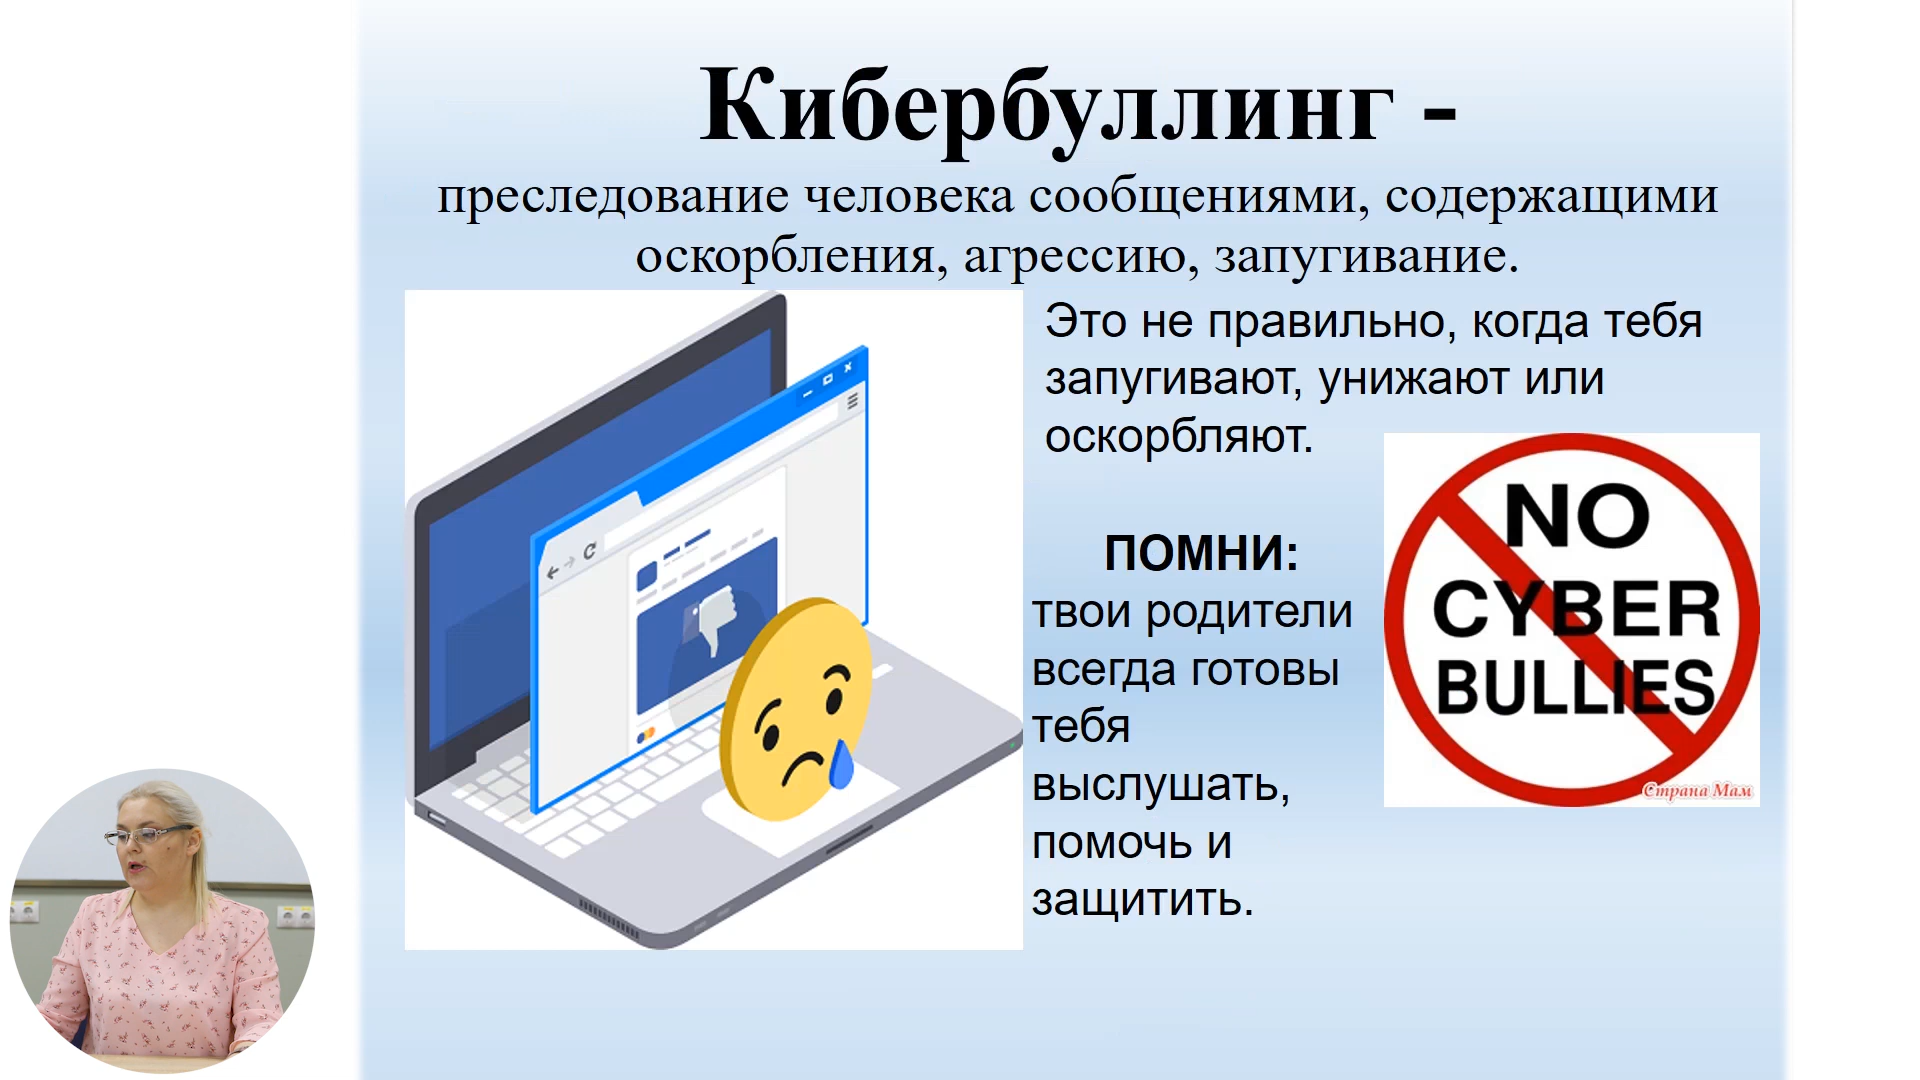 Кибербуллинг -
преследование человека сообщениями, содержащими
оскорбления, агрессию, запугивание.
Это не правильно, когда тебя
запугивают, унижают или
оскорбляют.
ПОМНИ:
твои родители
всегда готовы
тебя
выслушать,
помочь и
защитить.
NO
CYBER
BULLIES
Страна Мам